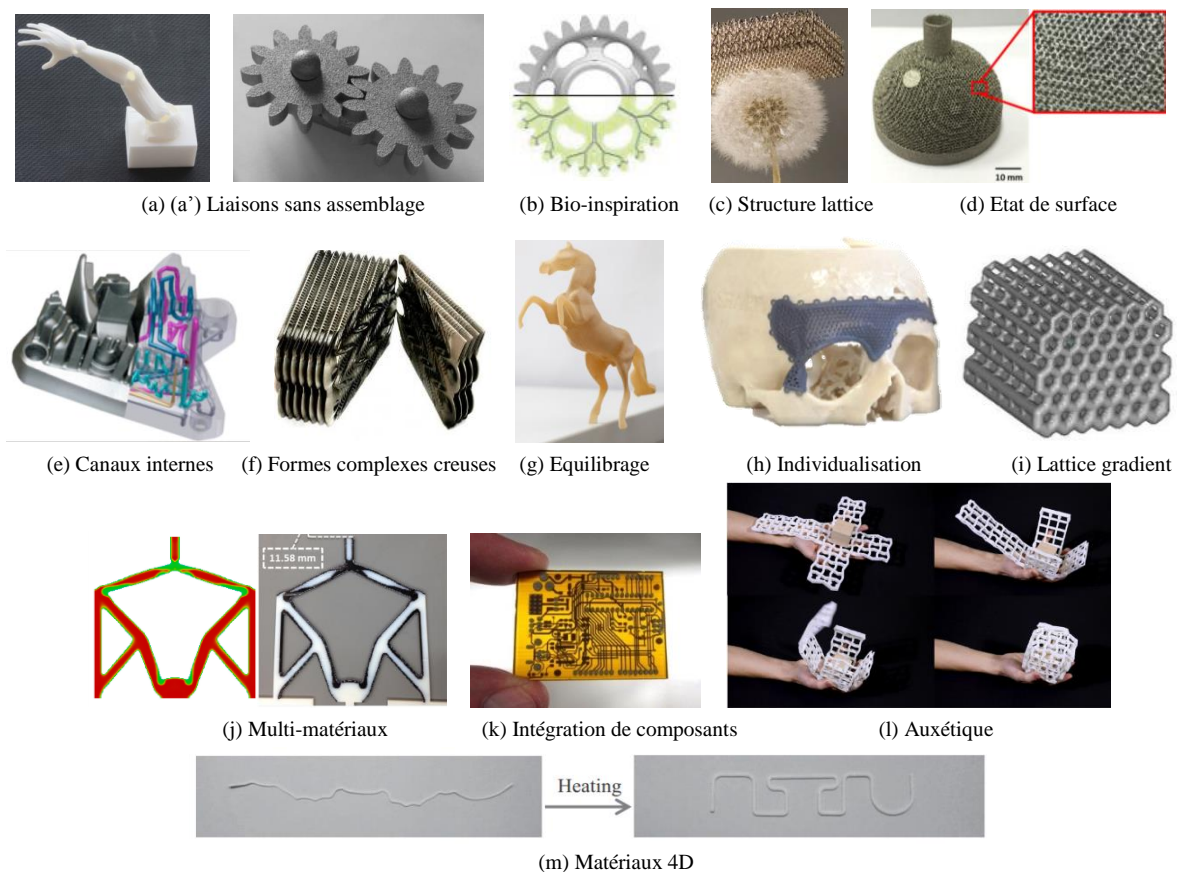 (a) (a’) Liaisons sans assemblage
(b) Bio-inspiration
(c) Structure lattice
(d) Etat de surface
10 mm
(e) Canaux internes
(f) Formes complexes creuses
(g) Equilibrage
(h) Individualisation
(i) Lattice gradient
11.58 mm
(j) Multi-matériaux
(k) Intégration de composants
(l) Auxétique
Heating
(m) Matériaux 4D